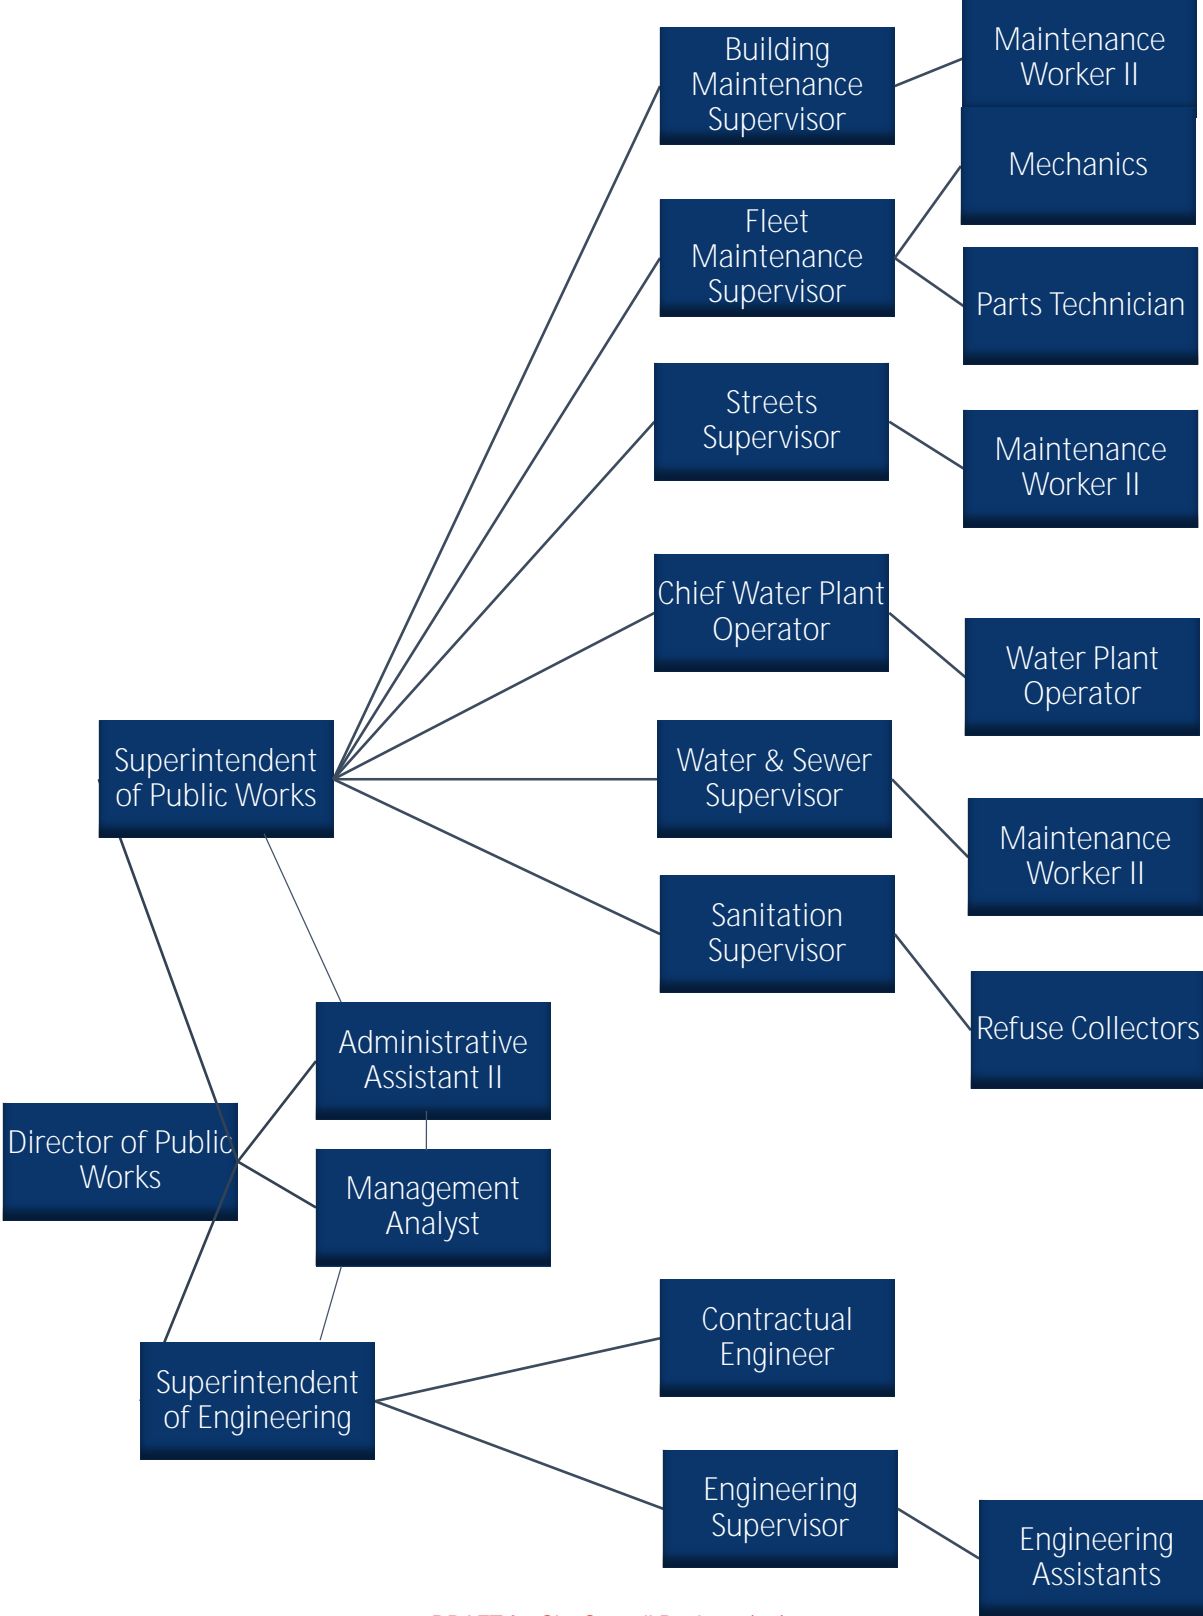 Building
Maintenance
Supervisor
Maintenance
Worker II
Mechanics
Fleet
Maintenance
Supervisor
Parts Technician
Streets
Supervisor
Maintenance
Worker II
Chief Water Plant
Operator
Water Plant
Operator
Superintendent
of Public Works
Water & Sewer
Supervisor
Maintenance
Worker II
Sanitation
Supervisor
Refuse Collectors
Administrative
Assistant II
Director of Public
Works
Management
Analyst
Contractual
Engineer
Superintendent
of Engineering
Engineering
Supervisor
Engineering
Assistants